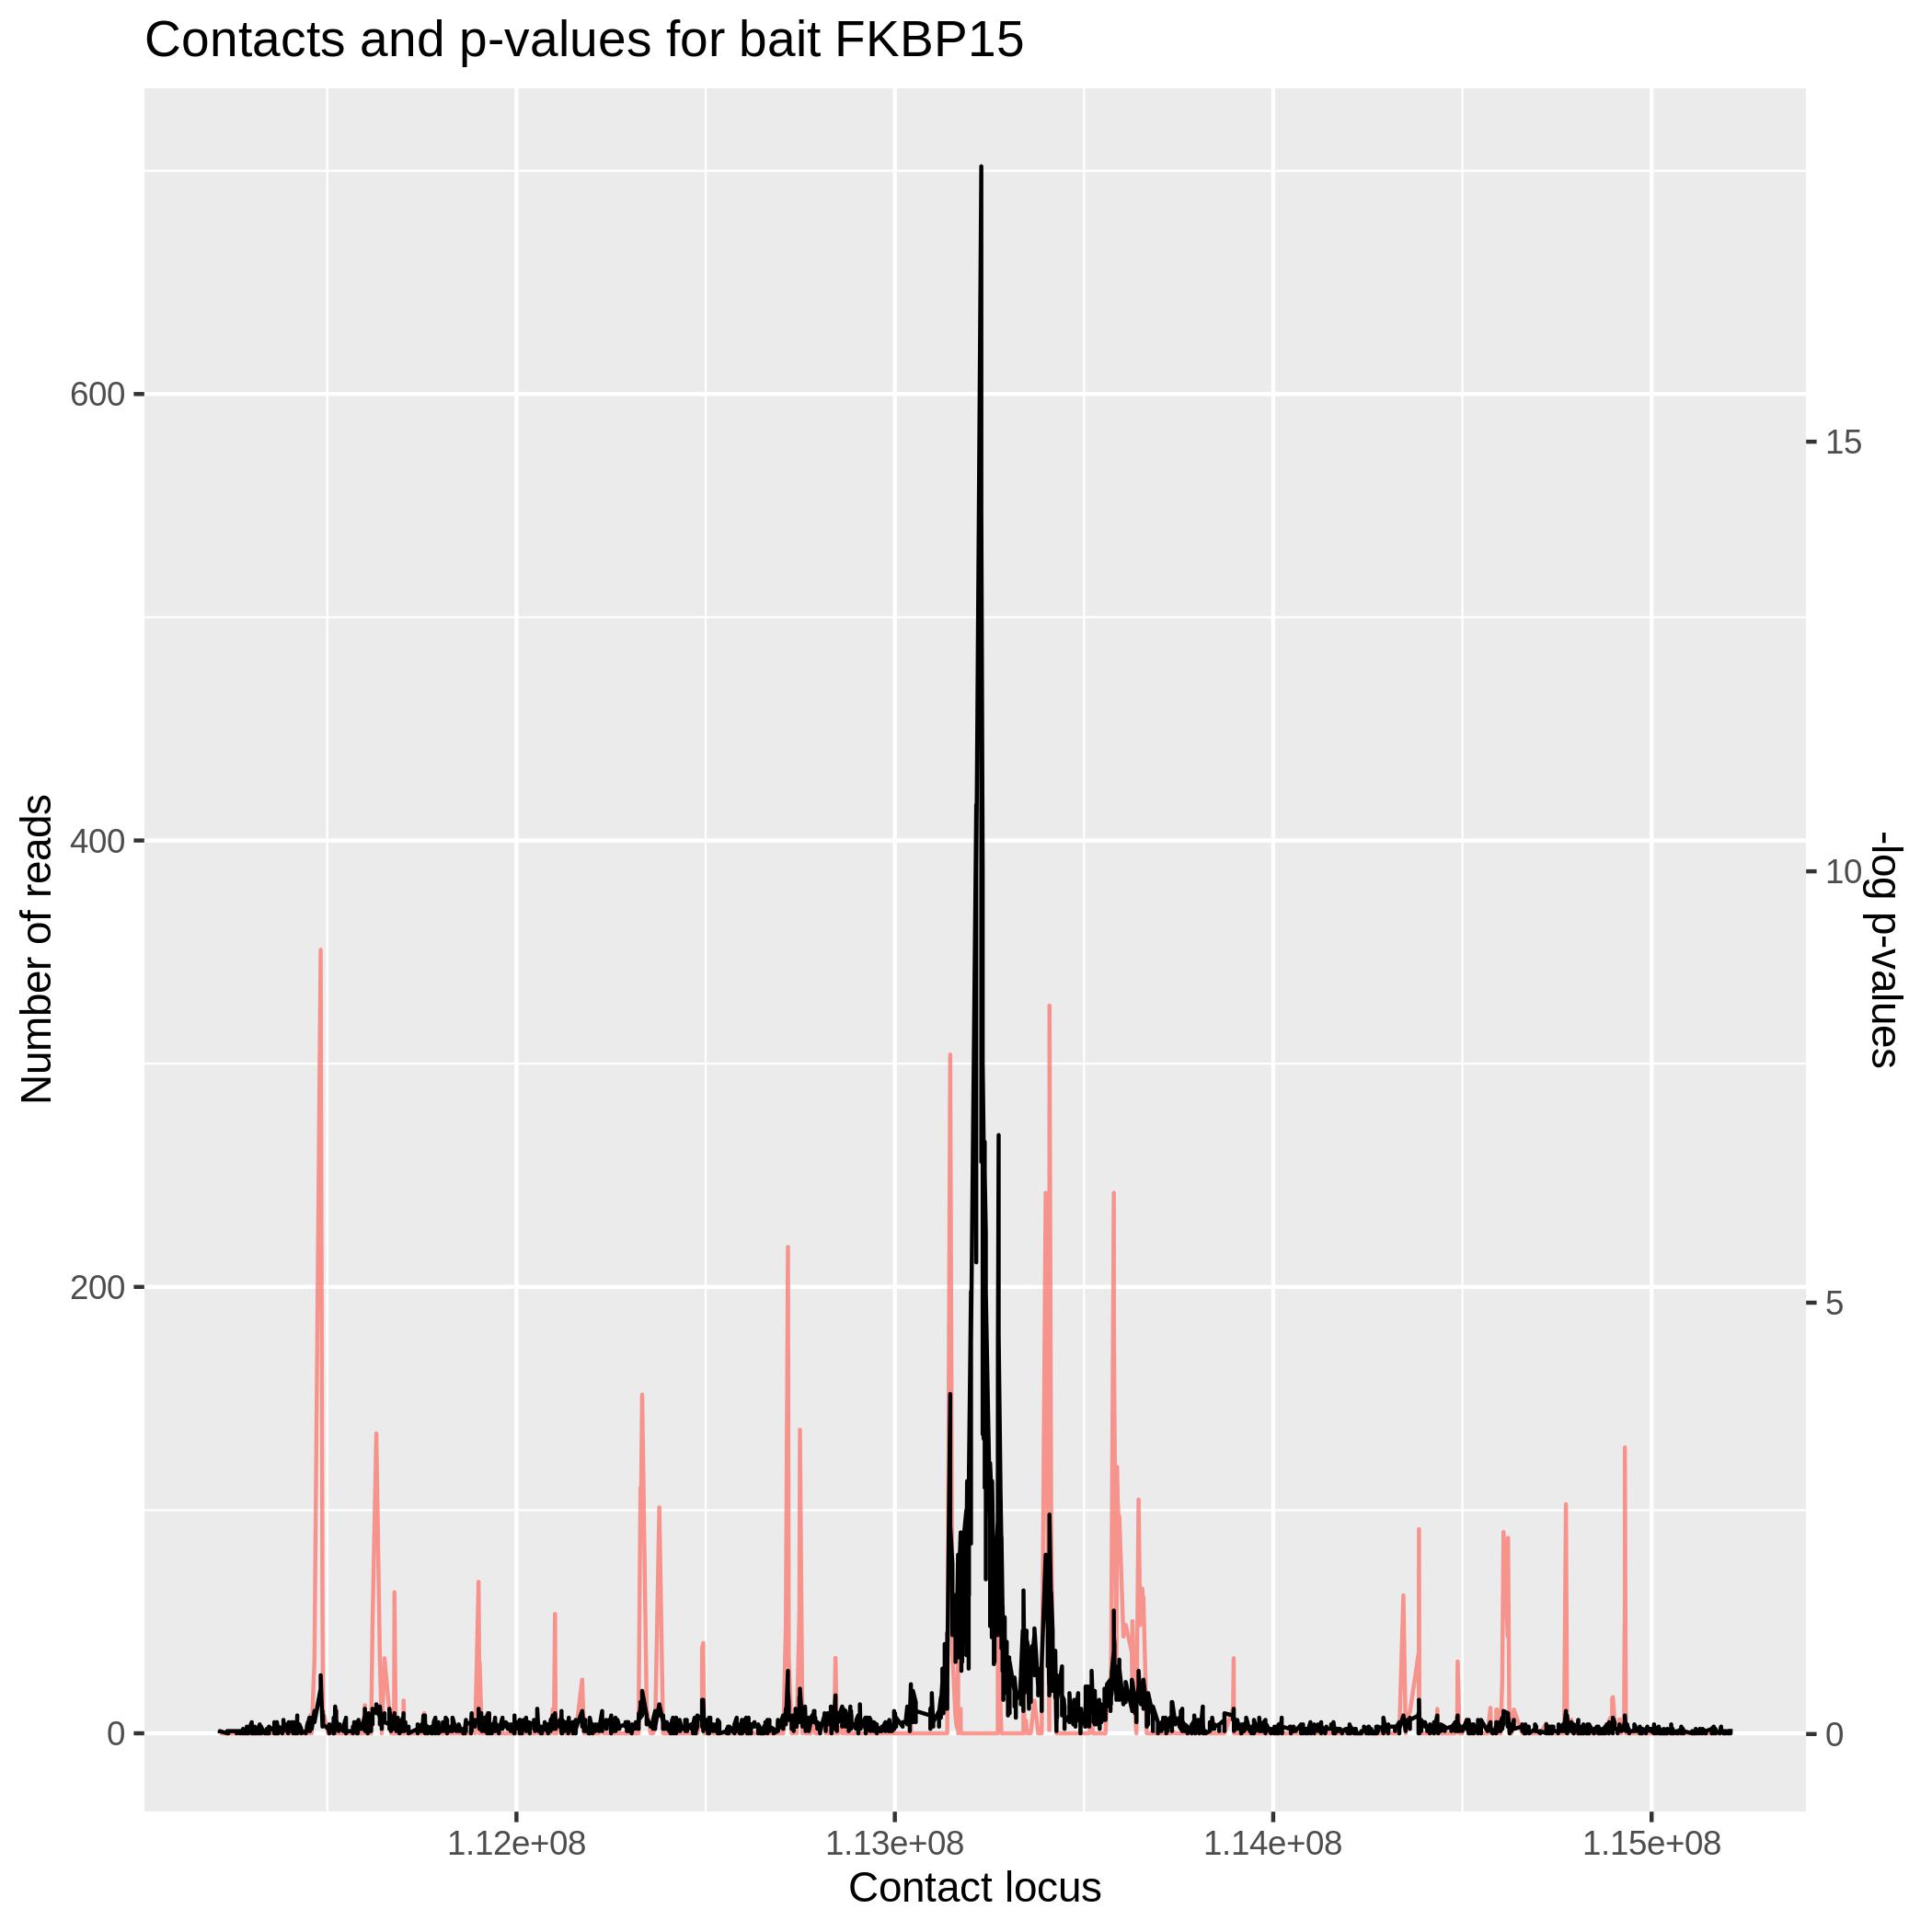 Contacts and p-values for bait FKBP15
Number of reads
600
400
200
0
15
10
5
0
-log p-values
1.12e+08
1.13e+08
1.14e+08
1.15e+08
Contact locus